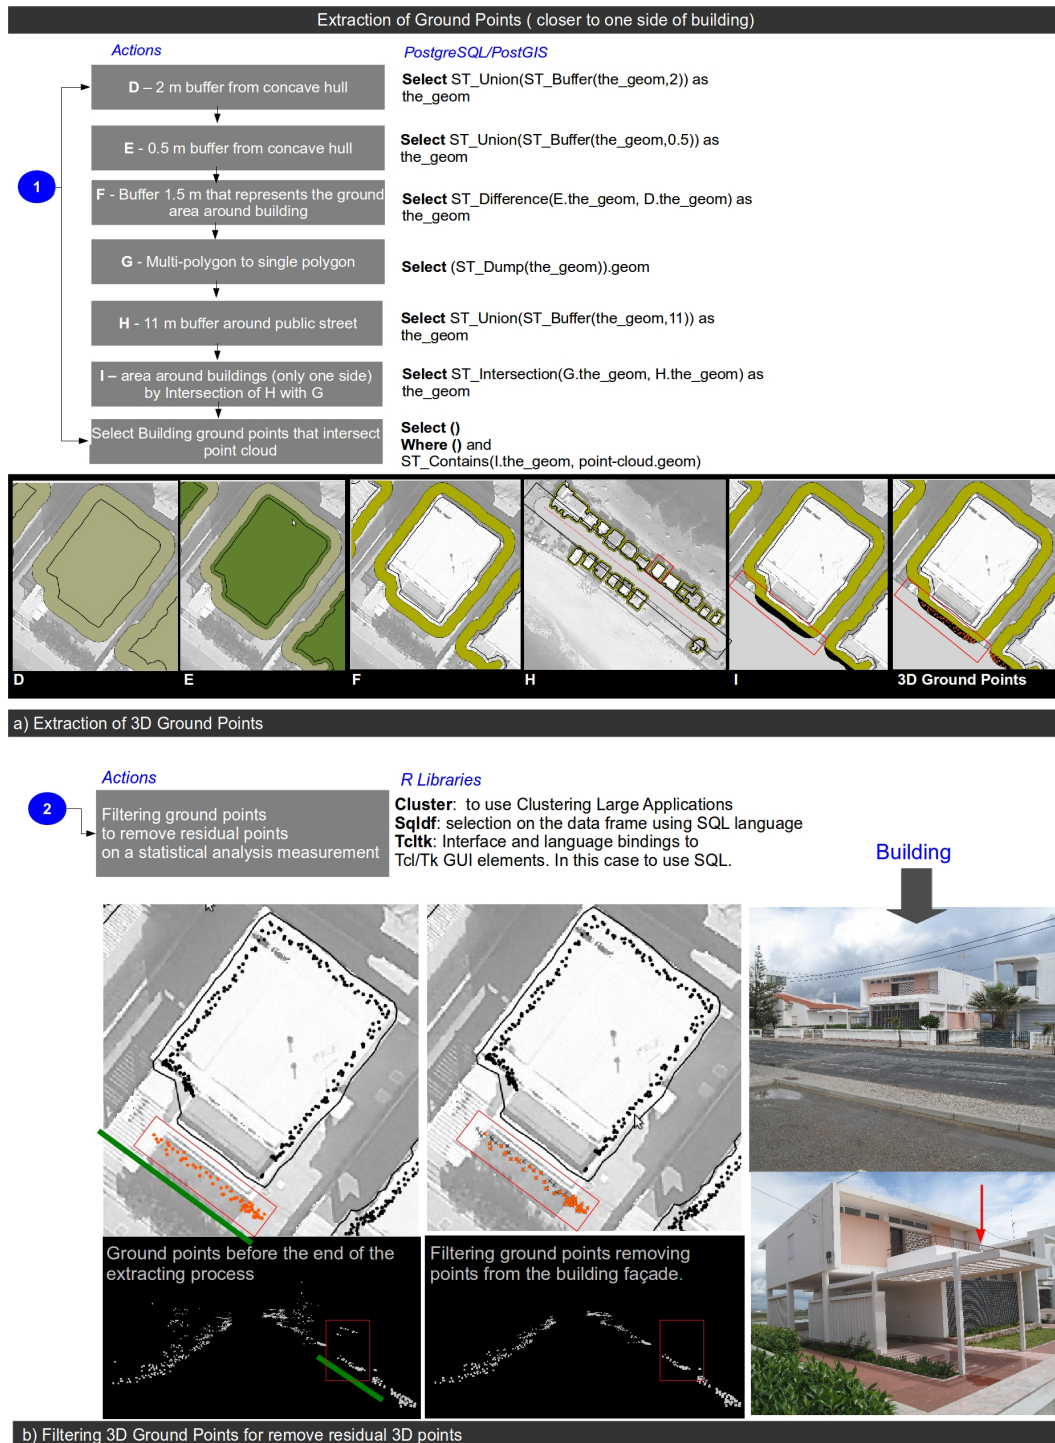 Extraction of Ground Points ( closer to one side of building)
Actions
PostgreSQL/PostGIS
1
D – 2 m buffer from concave hull
Select ST_Union(ST_Buffer(the_geom,2)) as
the_geom
E - 0.5 m buffer from concave hull
Select ST_Union(ST_Buffer(the_geom,0.5)) as
the_geom
F - Buffer 1.5 m that represents the ground
area around building
Select ST_Difference(E.the_geom, D.the_geom) as
the_geom
G - Multi-polygon to single polygon
Select (ST_Dump(the_geom)).geom
H - 11 m buffer around public street
Select ST_Union(ST_Buffer(the_geom,11)) as
the_geom
I – area around buildings (only one side)
by Intersection of H with G
Select ST_Intersection(G.the_geom, H.the_geom) as
the_geom
Select Building ground points that intersect
point cloud
Select ()
Where () and
ST_Contains(I.the_geom, point-cloud.geom)
D
E
F
H
I
3D Ground Points
a) Extraction of 3D Ground Points
Actions
R Libraries
2
Filtering ground points
to remove residual points
on a statistical analysis measurement
Cluster:  to use Clustering Large Applications
Sqldf: selection on the data frame using SQL language
Tcltk: Interface and language bindings to
Tcl/Tk GUI elements. In this case to use SQL.
Building
Ground points before the end of the
extracting process
Filtering ground points removing
points from the building façade.
b) Filtering 3D Ground Points for remove residual 3D points